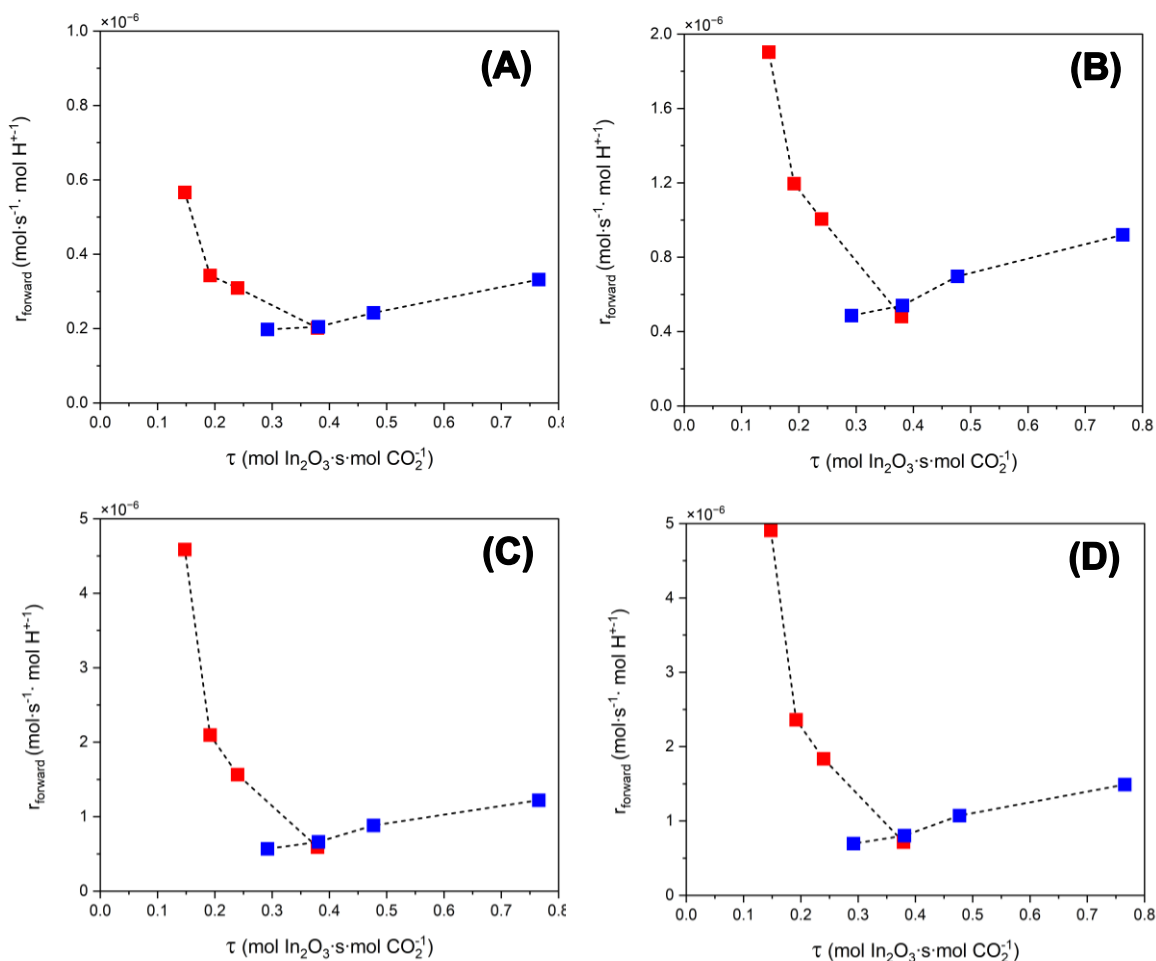 ×10⁻⁶
(A)
1.0
0.8
0.6
0.4
0.2
0.0
r_forward (mol·s⁻¹· mol H⁺⁻¹)
0.0 0.1 0.2 0.3 0.4 0.5 0.6 0.7 0.8
τ (mol In₂O₃·s·mol CO₂⁻¹)
×10⁻⁶
(B)
2.0
1.6
1.2
0.8
0.4
0.0
r_forward (mol·s⁻¹· mol H⁺⁻¹)
0.0 0.1 0.2 0.3 0.4 0.5 0.6 0.7 0.8
τ (mol In₂O₃·s·mol CO₂⁻¹)
×10⁻⁶
(C)
5
4
3
2
1
0
r_forward (mol·s⁻¹· mol H⁺⁻¹)
0.0 0.1 0.2 0.3 0.4 0.5 0.6 0.7 0.8
τ (mol In₂O₃·s·mol CO₂⁻¹)
×10⁻⁶
(D)
5
4
3
2
1
0
r_forward (mol·s⁻¹· mol H⁺⁻¹)
0.0 0.1 0.2 0.3 0.4 0.5 0.6 0.7 0.8
τ (mol In₂O₃·s·mol CO₂⁻¹)